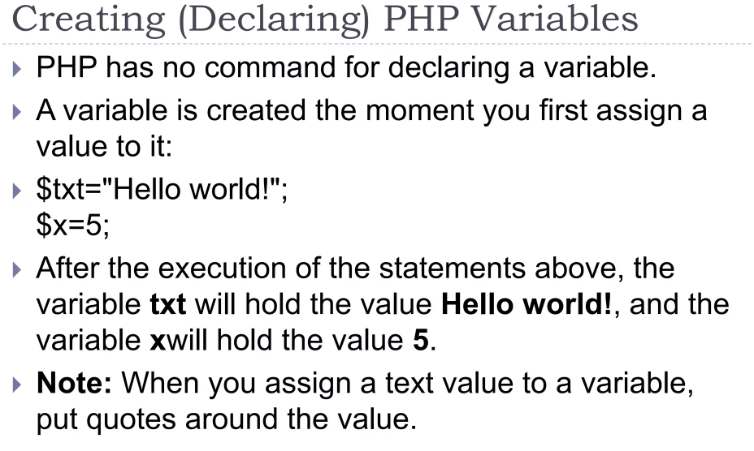 Creating (Declaring) PHP Variables
PHP has no command for declaring a variable.
A variable is created the moment you first assign a
value to it:
$txt="Hello world!";
$x=5;
After the execution of the statements above, the
variable txt will hold the value Hello world!, and the
variable xwill hold the value 5.
Note: When you assign a text value to a variable,
put quotes around the value.